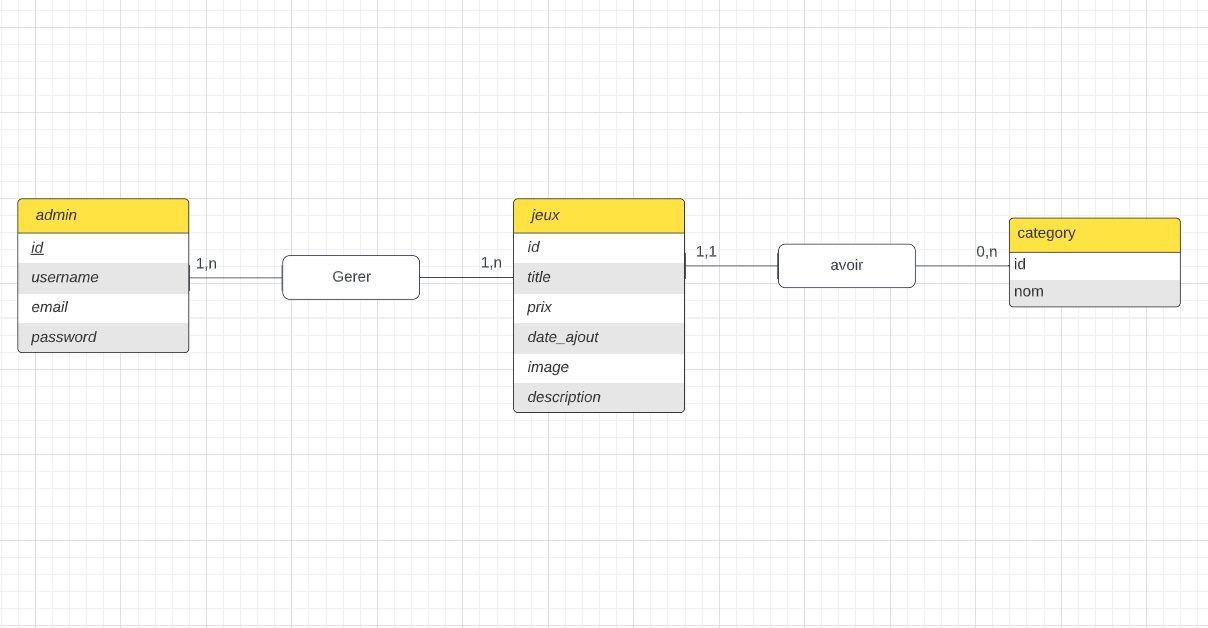 admin
id
username
email
password
1,n
Gerer
1,n
jeux
id
title
prix
date_ajout
image
description
1,1
avoir
0,n
category
id
nom